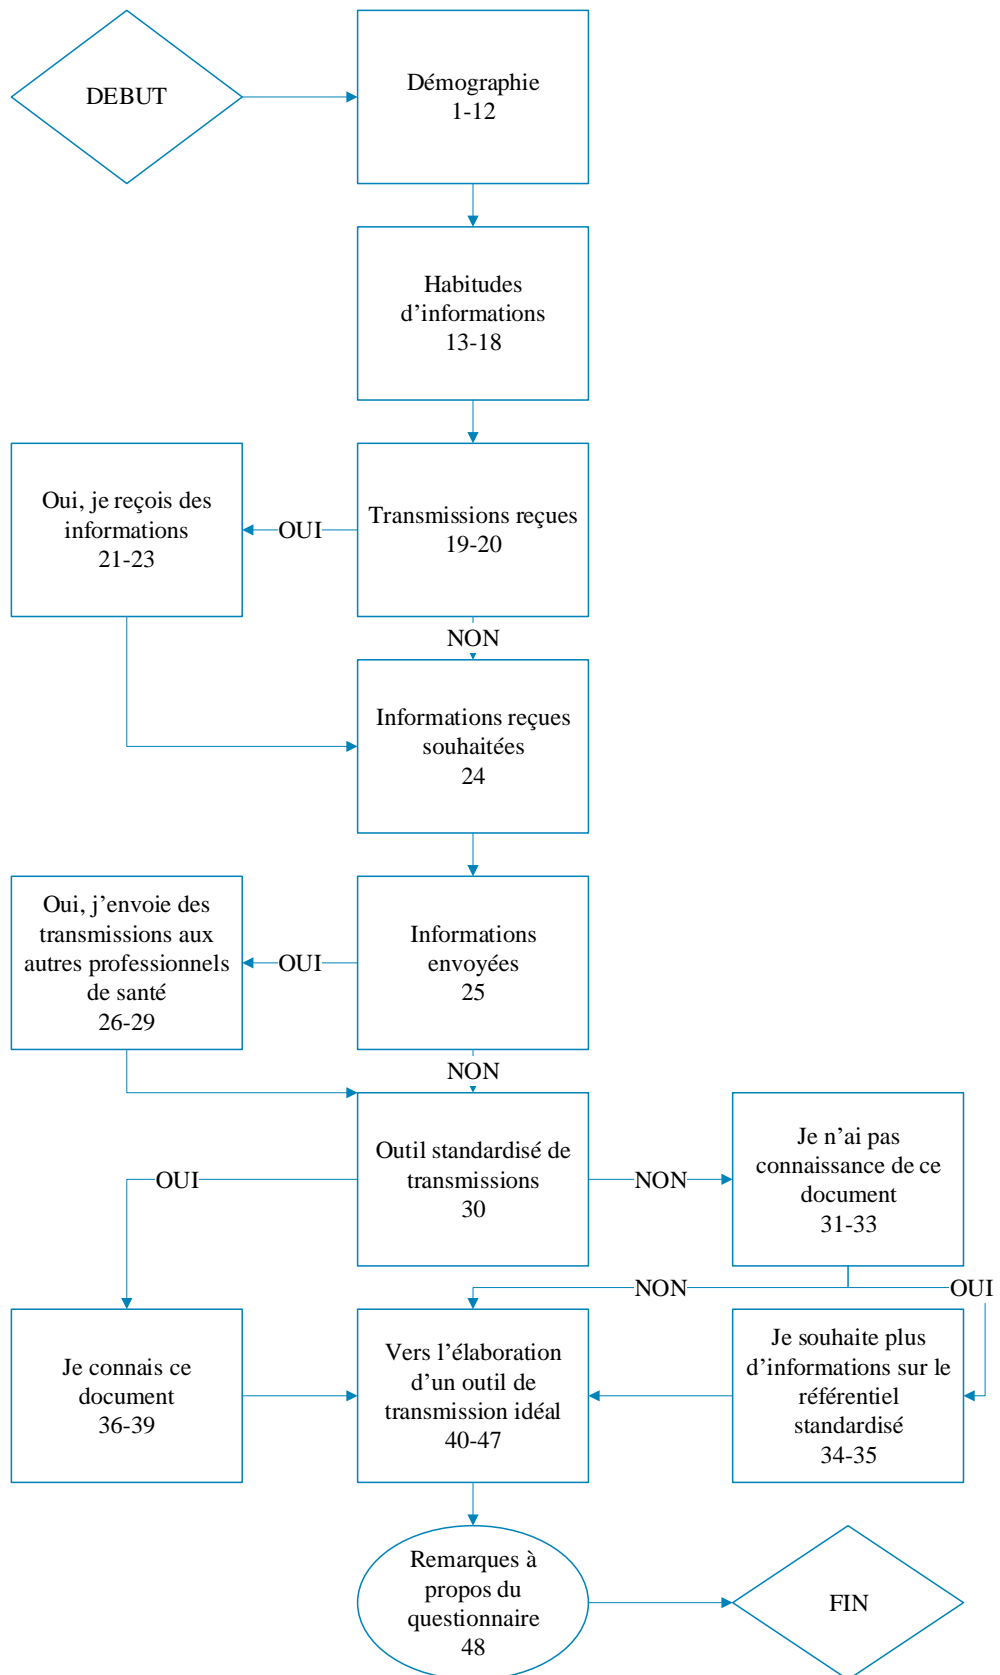 DEBUT
Démographie
1-12
Habitudes
d’informations
13-18
Oui, je reçois des
informations
21-23
OUI
Transmissions reçues
19-20
NON
Informations reçues
souhaitées
24
Oui, j’envoie des
transmissions aux
autres professionnels
de santé
26-29
OUI
Informations
envoyées
25
NON
Outil standardisé de
transmissions
30
OUI
NON
Je n’ai pas
connaissance de ce
document
31-33
NON
OUI
Je connais ce
document
36-39
Vers l’élaboration
d’un outil de
transmission idéal
40-47
Je souhaite plus
d’informations sur le
référentiel
standardisé
34-35
Remarques à
propos du
questionnaire
48
FIN